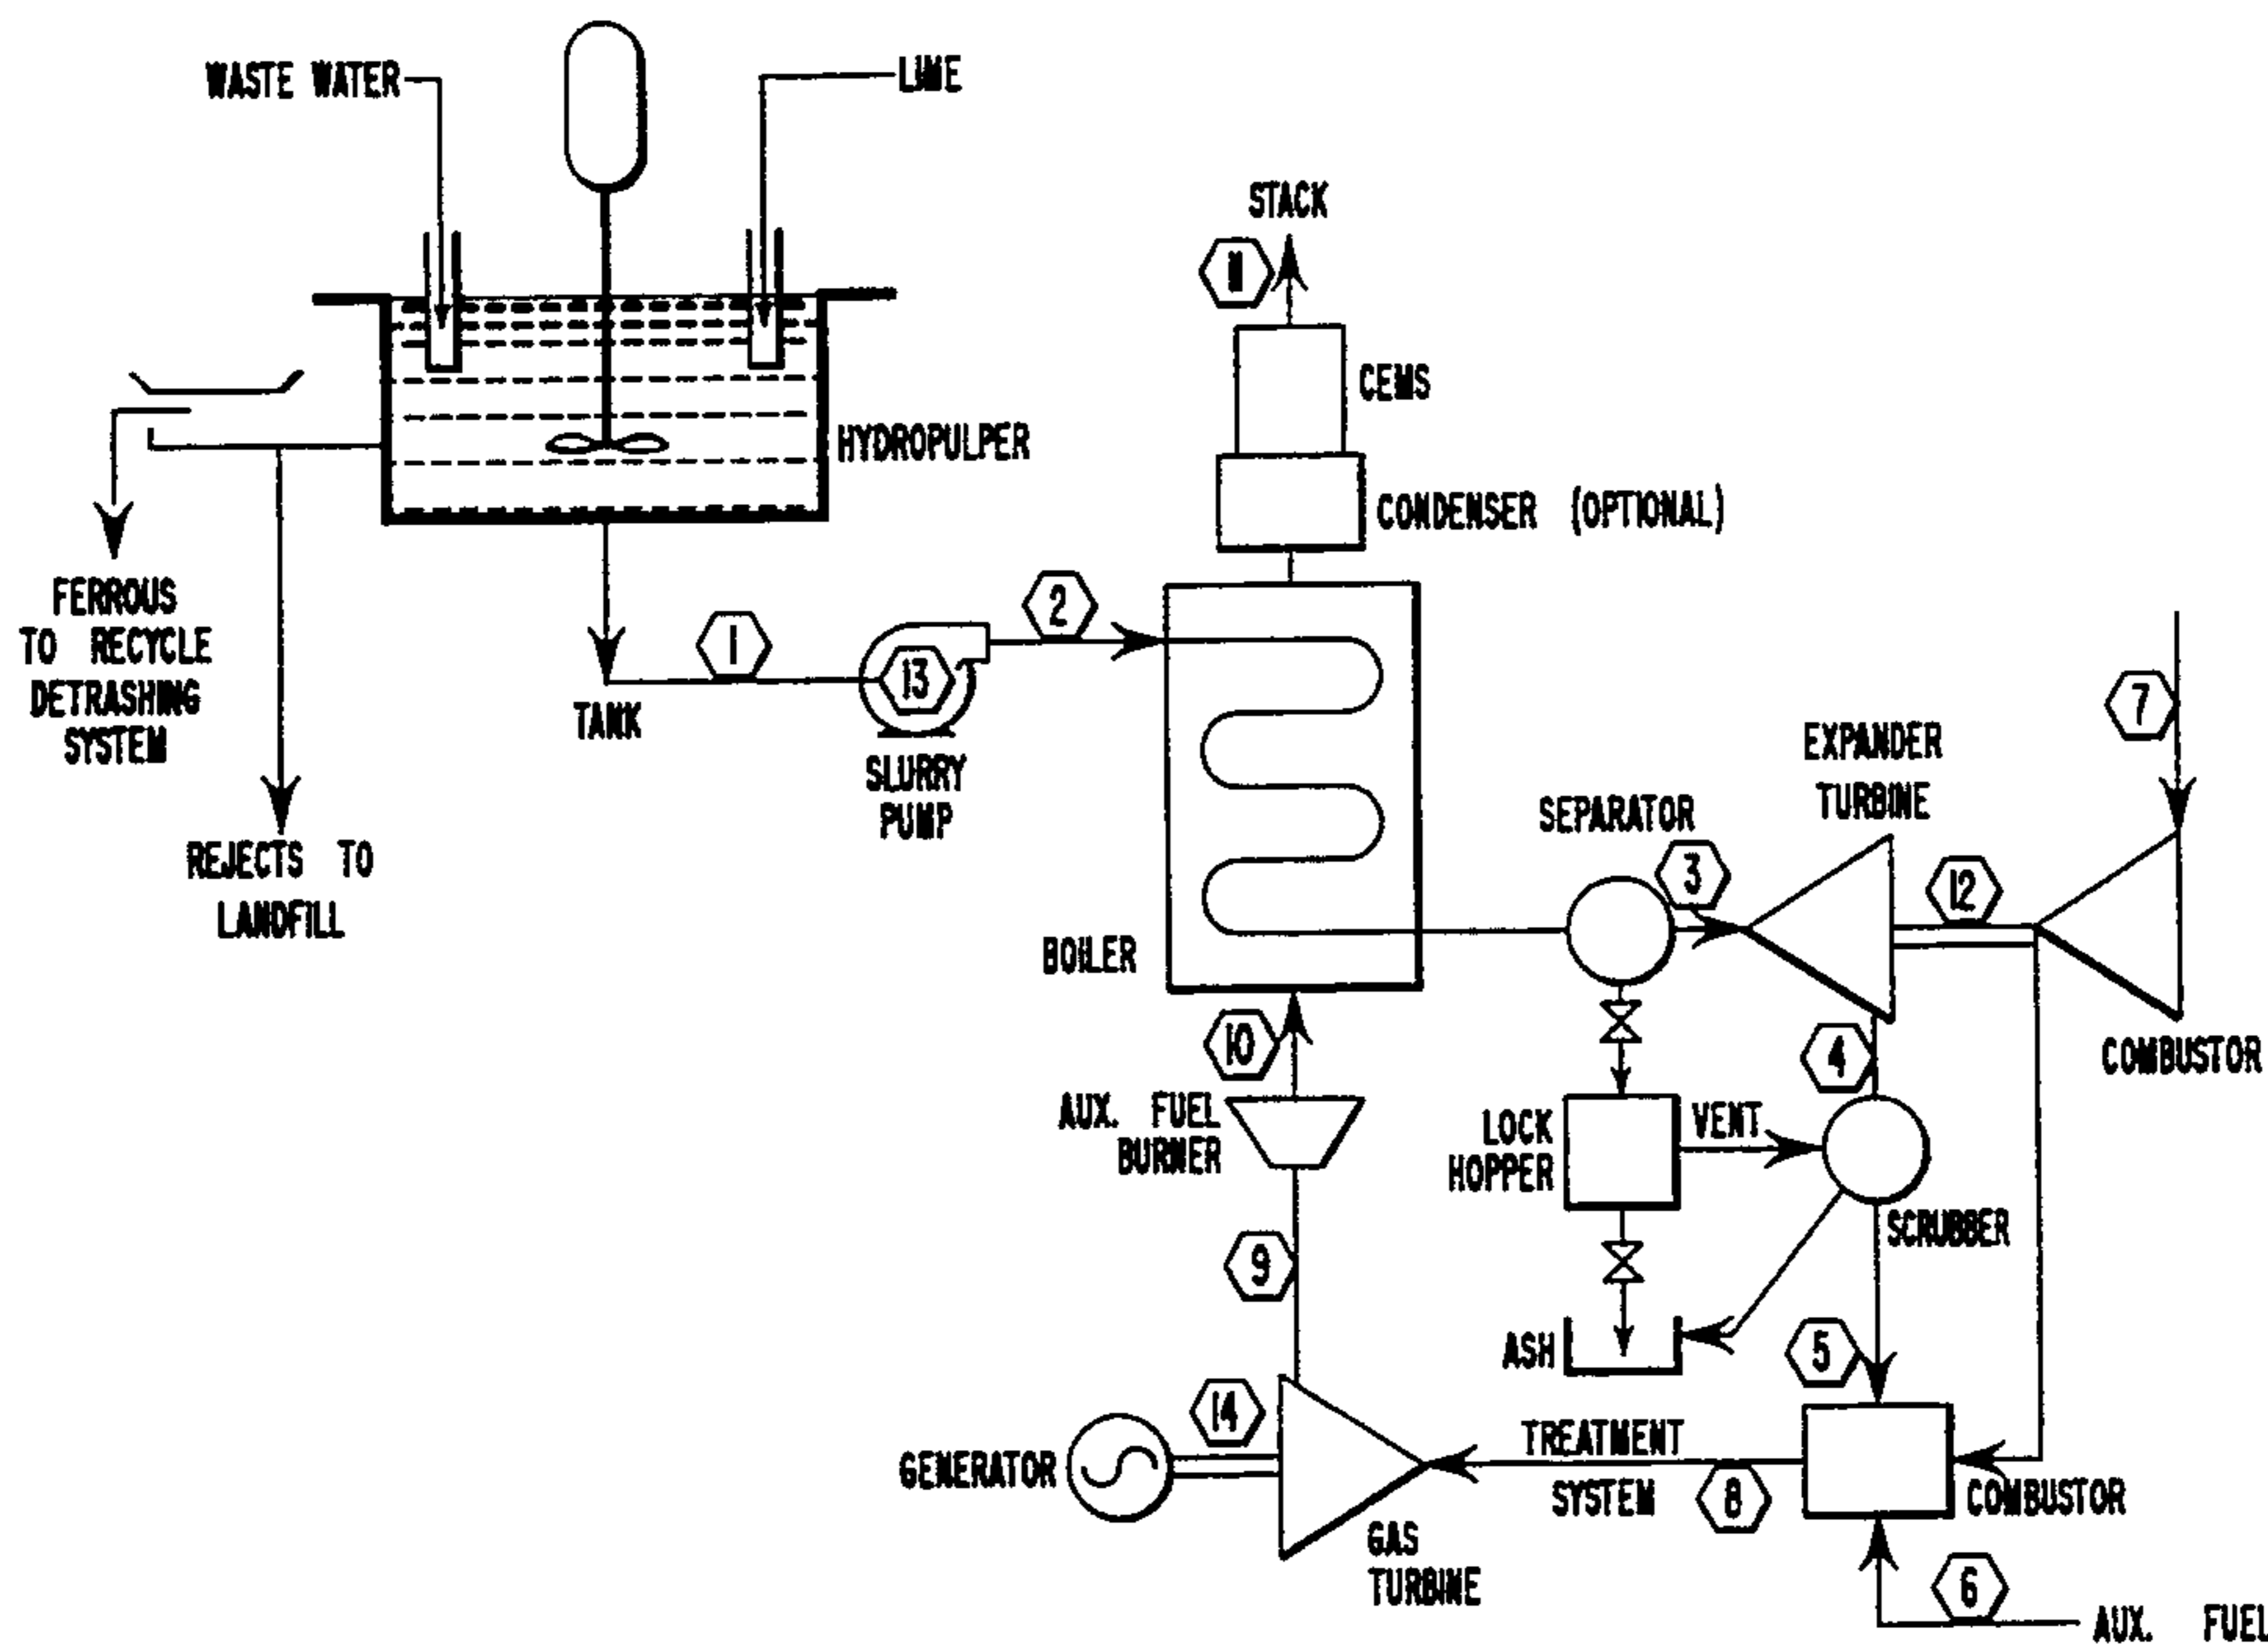 WASTE WATER
LIME
STACK
11
CEMS
HYDROPULPER
CONDENSER (OPTIONAL)
FERROUS
TO RECYCLE
DETRASHING
SYSTEM
1
2
13
TANK
SLURRY
PUMP
REJECTS TO
LANDFILL
7
EXPANDER
TURBINE
SEPARATOR
3
12
BOILER
10
4
COMBUSTOR
AUX. FUEL
BURNER
LOCK
HOPPER
VENT
SCRUBBER
9
ASH
5
14
GENERATOR
TREATMENT
SYSTEM
8
COMBUSTOR
GAS
TURBINE
6
AUX. FUEL